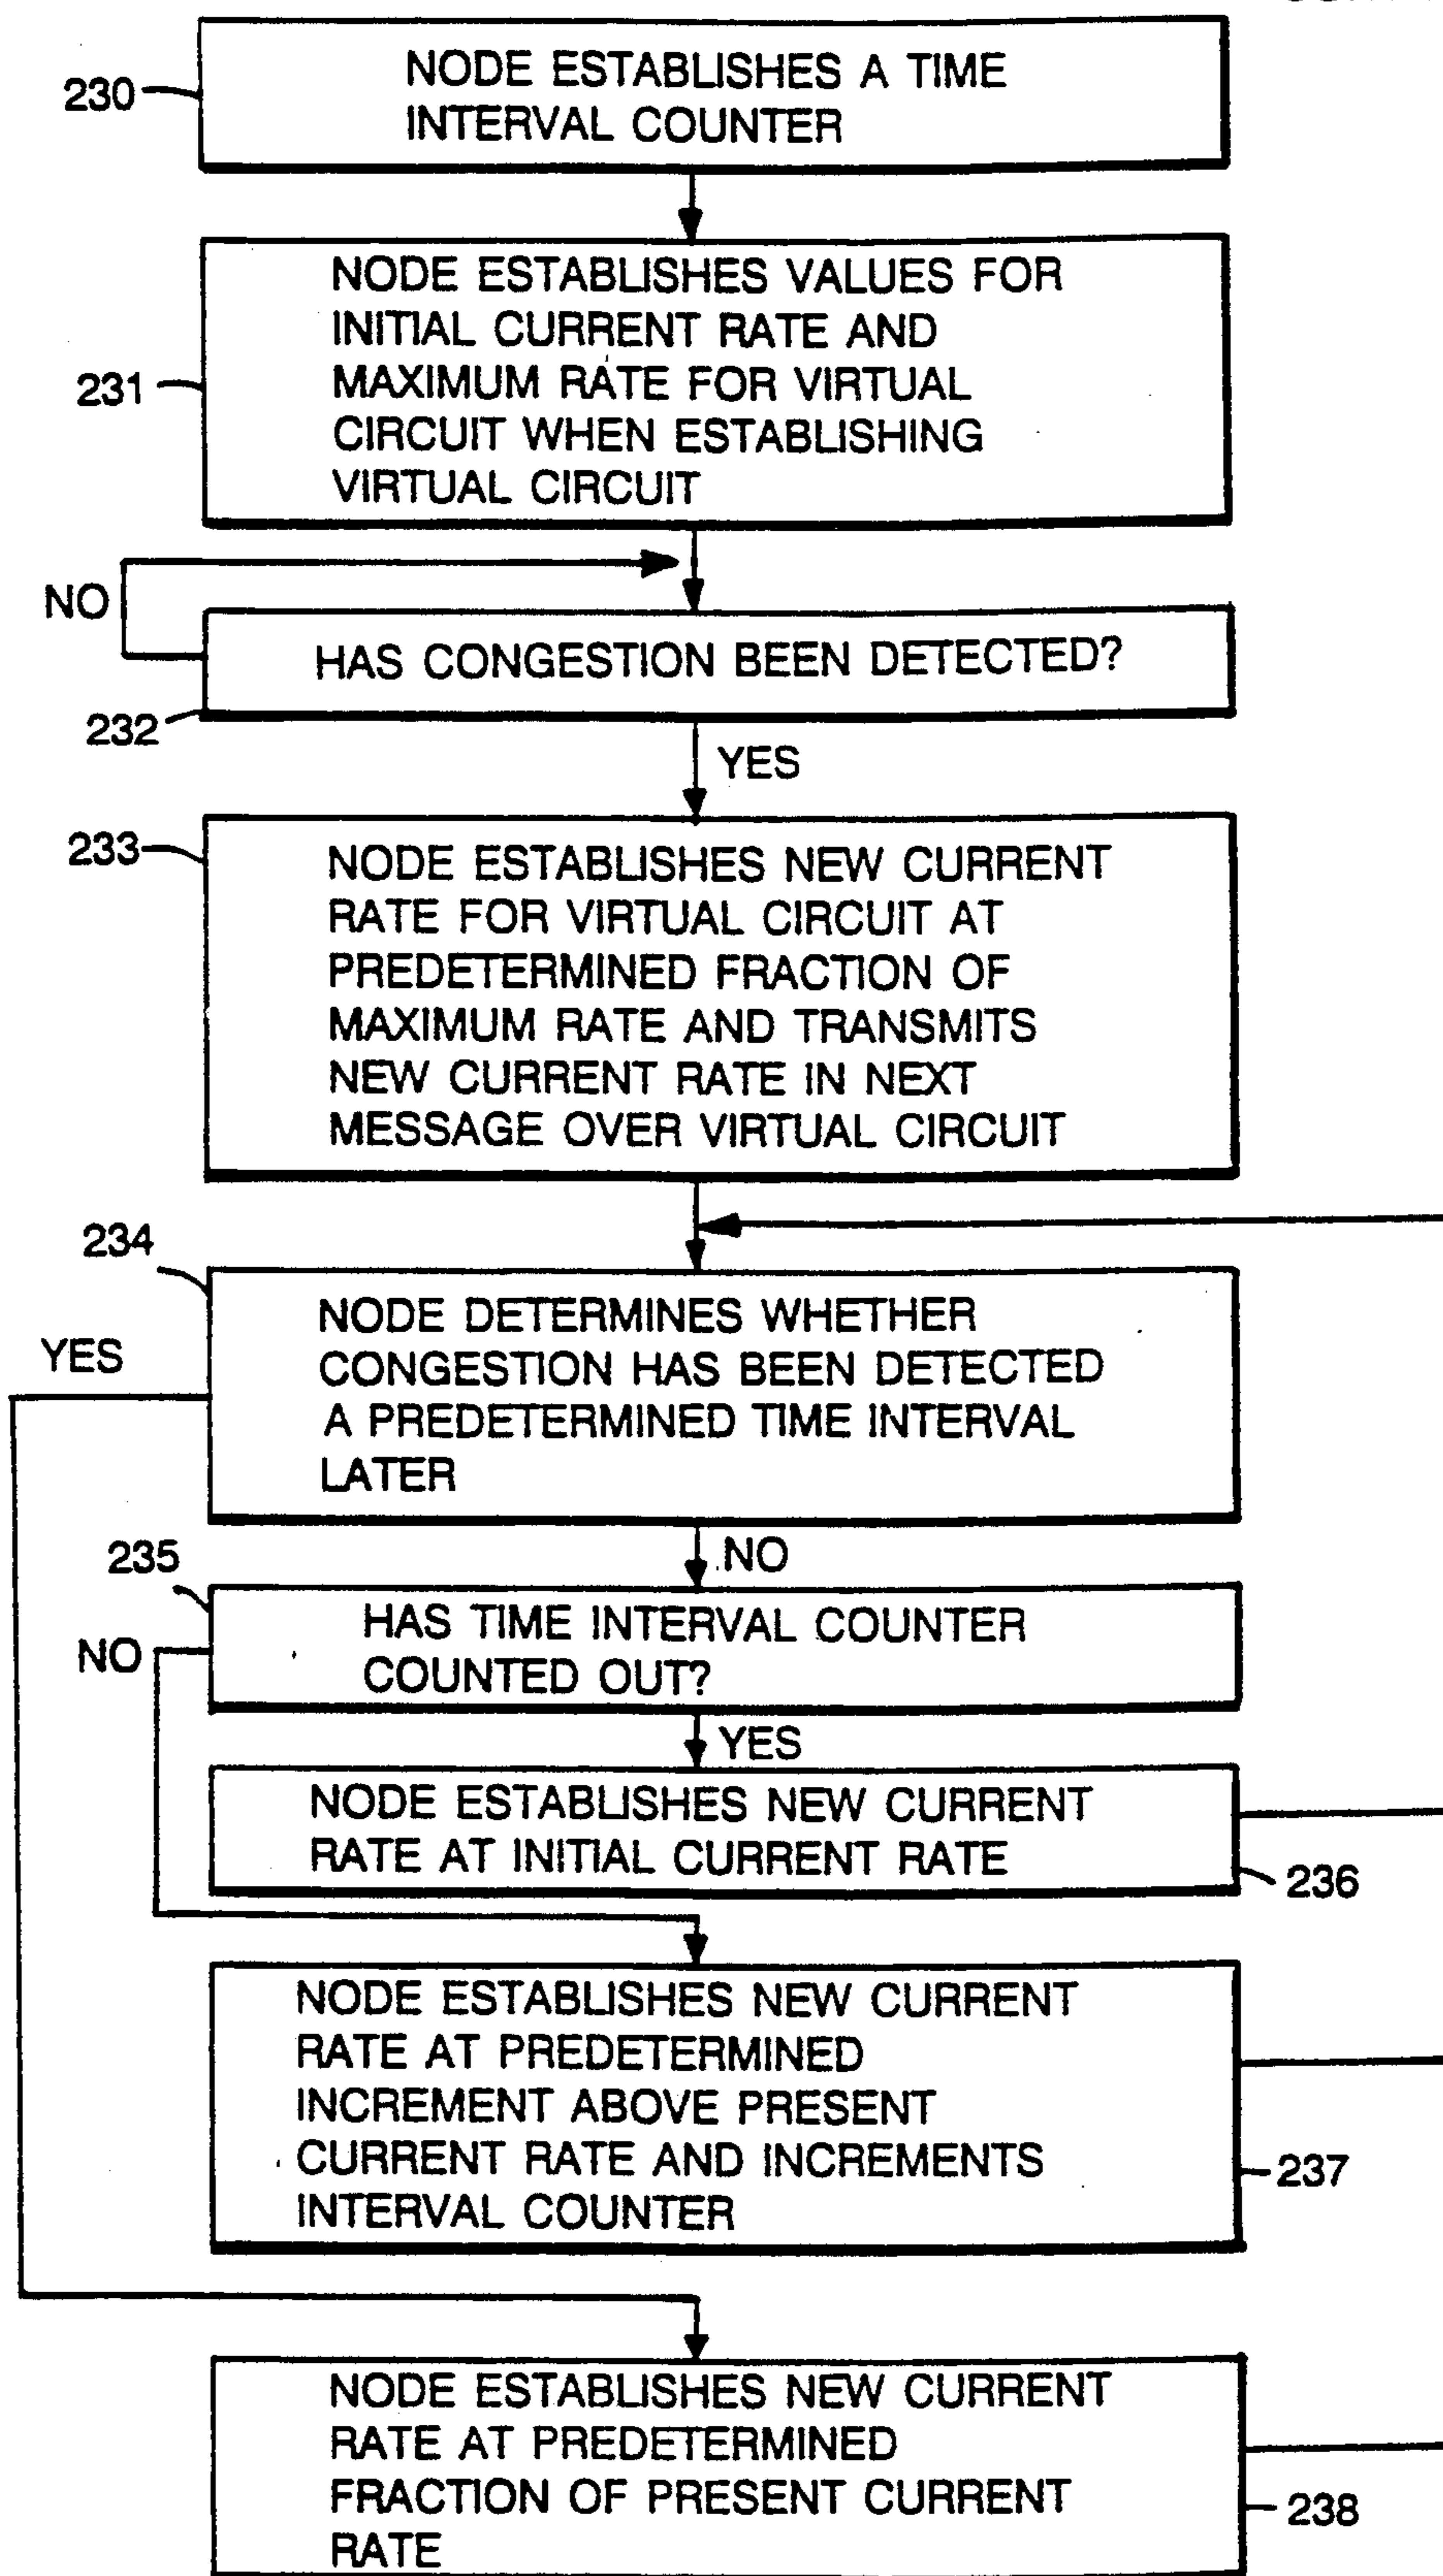 230
NODE ESTABLISHES A TIME
INTERVAL COUNTER
231
NODE ESTABLISHES VALUES FOR
INITIAL CURRENT RATE AND
MAXIMUM RATE FOR VIRTUAL
CIRCUIT WHEN ESTABLISHING
VIRTUAL CIRCUIT
NO
HAS CONGESTION BEEN DETECTED?
232
YES
233
NODE ESTABLISHES NEW CURRENT
RATE FOR VIRTUAL CIRCUIT AT
PREDETERMINED FRACTION OF
MAXIMUM RATE AND TRANSMITS
NEW CURRENT RATE IN NEXT
MESSAGE OVER VIRTUAL CIRCUIT
234
YES
NODE DETERMINES WHETHER
CONGESTION HAS BEEN DETECTED
A PREDETERMINED TIME INTERVAL
LATER
NO
235
NO
HAS TIME INTERVAL COUNTER
COUNTED OUT?
YES
NODE ESTABLISHES NEW CURRENT
RATE AT INITIAL CURRENT RATE
236
NODE ESTABLISHES NEW CURRENT
RATE AT PREDETERMINED
INCREMENT ABOVE PRESENT
CURRENT RATE AND INCREMENTS
INTERVAL COUNTER
237
NODE ESTABLISHES NEW CURRENT
RATE AT PREDETERMINED
FRACTION OF PRESENT CURRENT
RATE
238